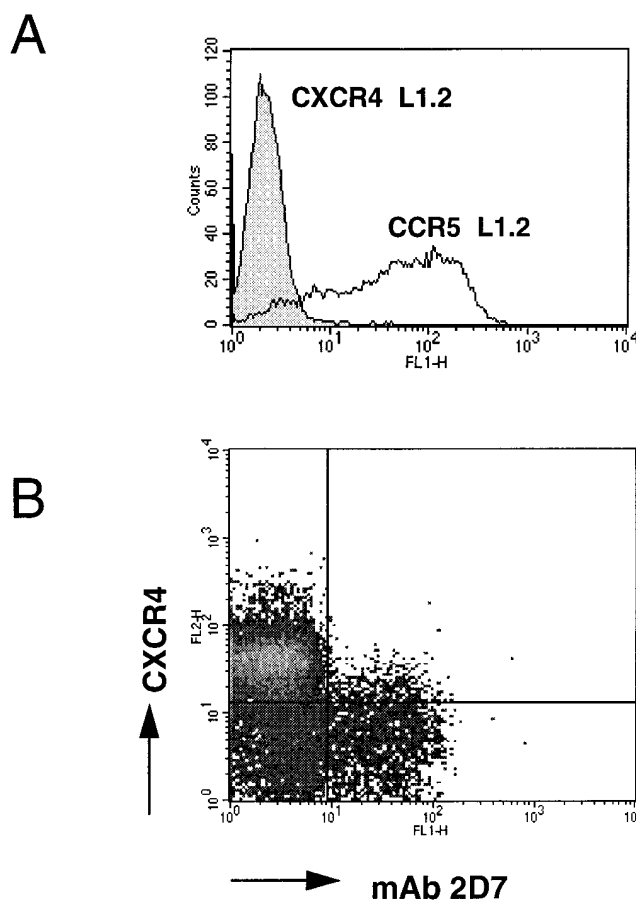 A
120
100
80
60
40
20
0
Counts
CXCR4 L1.2
CCR5 L1.2
10^0 10^1 10^2 10^3 10^4
FL1-H
B
10^4
10^3
10^2
10^1
10^0
FL2-H
CXCR4
10^0 10^1 10^2 10^3 10
FL1-H
mAb 2D7